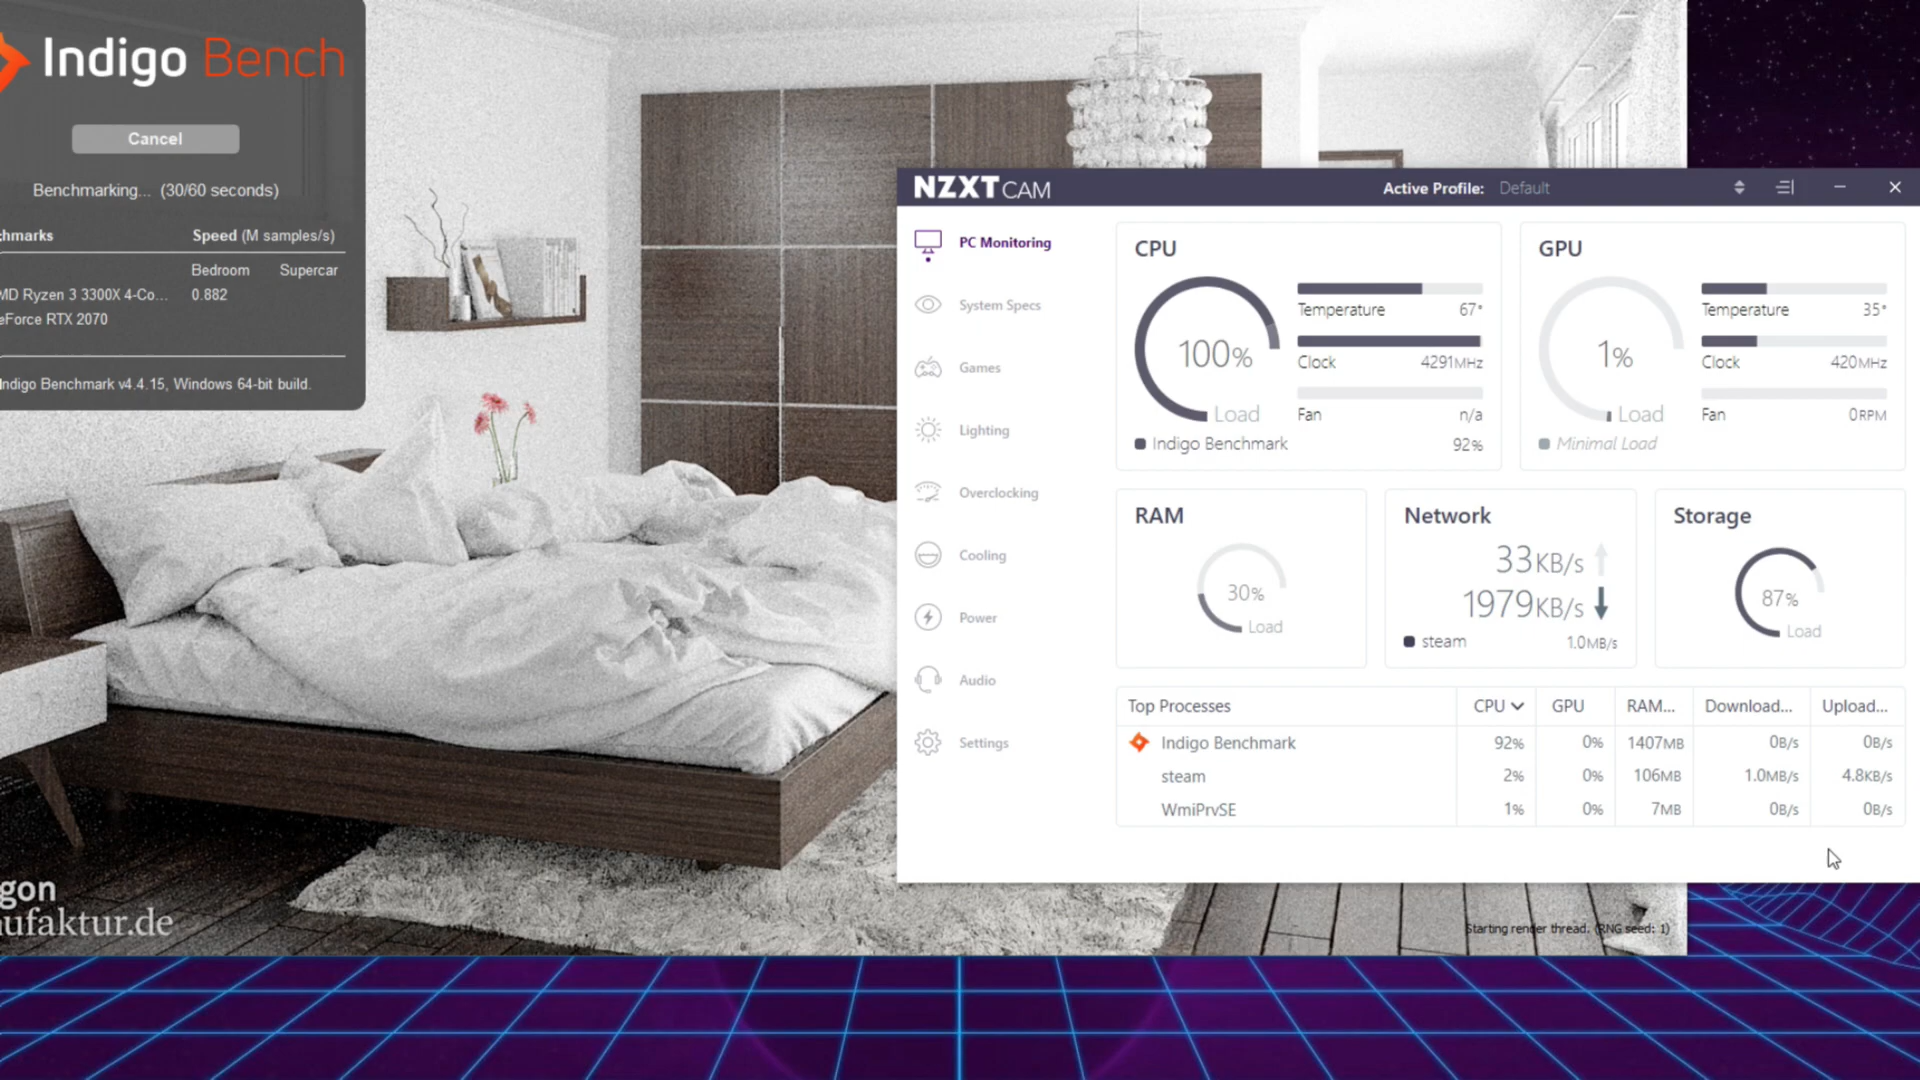 Indigo Bench
Cancel
Benchmarking... (30/60 seconds)
hmarks Speed (M samples/s)
Bedroom Supercar
MD Ryzen 3 3300X 4-Co... 0.882
eForce RTX 2070
ndigo Benchmark v4.4.15, Windows 64-bit build.
gon
ufaktur.de
Starting render thread. (RNG seed: 1)
NZXT CAM
Active Profile: Default
PC Monitoring
System Specs
Games
Lighting
Overclocking
Cooling
Power
Audio
Settings
CPU
100%
Load
Temperature 67°
Clock 4291MHz
Fan n/a
Indigo Benchmark 92%
GPU
1%
Load
Temperature 35°
Clock 420MHz
Fan 0RPM
Minimal Load
RAM
30%
Load
Network
33KB/s
1979KB/s
steam 1.0MB/s
Storage
87%
Load
Top Processes CPU GPU RAM... Download... Upload...
Indigo Benchmark 92% 0% 1407MB 0B/s 0B/s
steam 2% 0% 106MB 1.0MB/s 4.8KB/s
WmiPrvSE 1% 0% 7MB 0B/s 0B/s